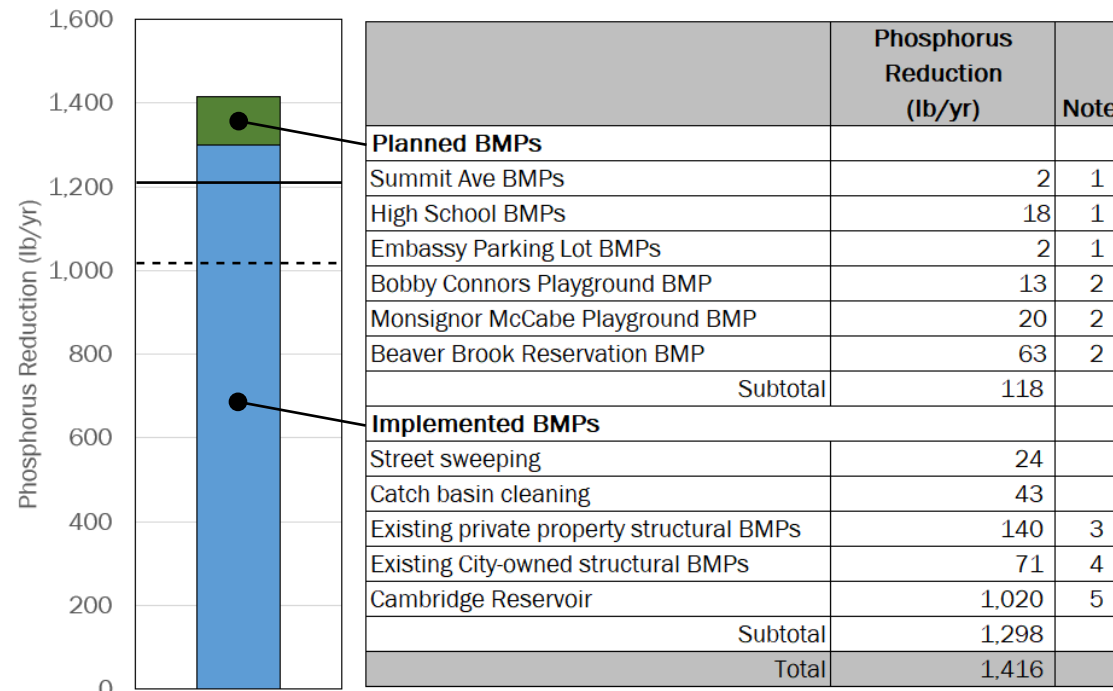 1,600
1,400
1,200
1,000
800
600
400
200
0
Phosphorus Reduction (lb/yr)
Phosphorus
Reduction
(lb/yr) Note
Planned BMPs
Summit Ave BMPs 2 1
High School BMPs 18 1
Embassy Parking Lot BMPs 2 1
Bobby Connors Playground BMP 13 2
Monsignor McCabe Playground BMP 20 2
Beaver Brook Reservation BMP 63 2
Subtotal 118
Implemented BMPs
Street sweeping 24
Catch basin cleaning 43
Existing private property structural BMPs 140 3
Existing City-owned structural BMPs 71 4
Cambridge Reservoir 1,020 5
Subtotal 1,298
Total 1,416